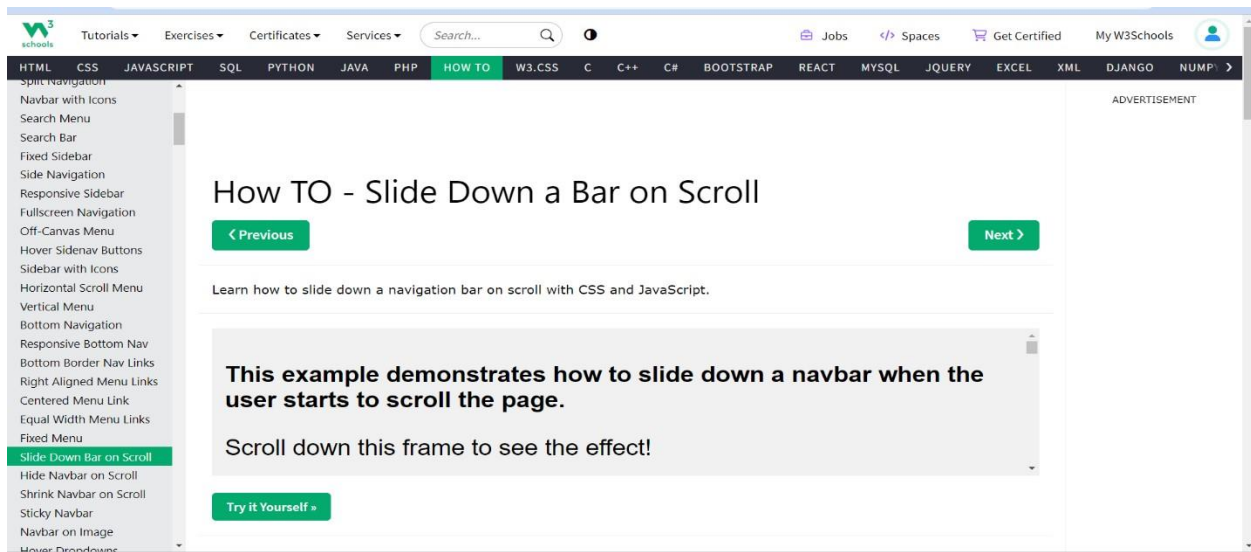 3
schools
Tutorials Exercises Certificates Services Search... Jobs </> Spaces Get Certified My W3Schools
HTML CSS JAVASCRIPT SQL PYTHON JAVA PHP HOW TO W3.CSS C C++ C# BOOTSTRAP REACT MYSQL JQUERY EXCEL XML DJANGO
Split Navigation
Navbar with Icons
Search Menu
Search Bar
Fixed Sidebar
Side Navigation
Responsive Sidebar
Fullscreen Navigation
Off-Canvas Menu
Hover Sidenav Buttons
Sidebar with Icons
Horizontal Scroll Menu
Vertical Menu
Bottom Navigation
Responsive Bottom Nav
Bottom Border Nav Links
Right Aligned Menu Links
Centered Menu Link
Equal Width Menu Links
Fixed Menu
Slide Down Bar on Scroll
Hide Navbar on Scroll
Shrink Navbar on Scroll
Sticky Navbar
Navbar on Image
Hover Dropdowns
How TO - Slide Down a Bar on Scroll
❮ Previous
Next ❯
Learn how to slide down a navigation bar on scroll with CSS and JavaScript.
This example demonstrates how to slide down a navbar when the
user starts to scroll the page.
Scroll down this frame to see the effect!
Try it Yourself »
ADVERTISEMENT